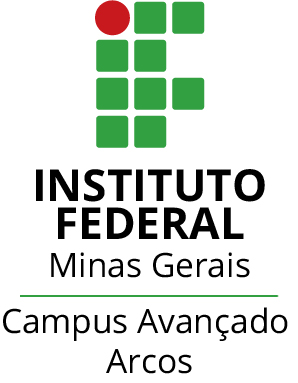 INSTITUTO
FEDERAL
Minas Gerais
Campus Avançado
Arcos